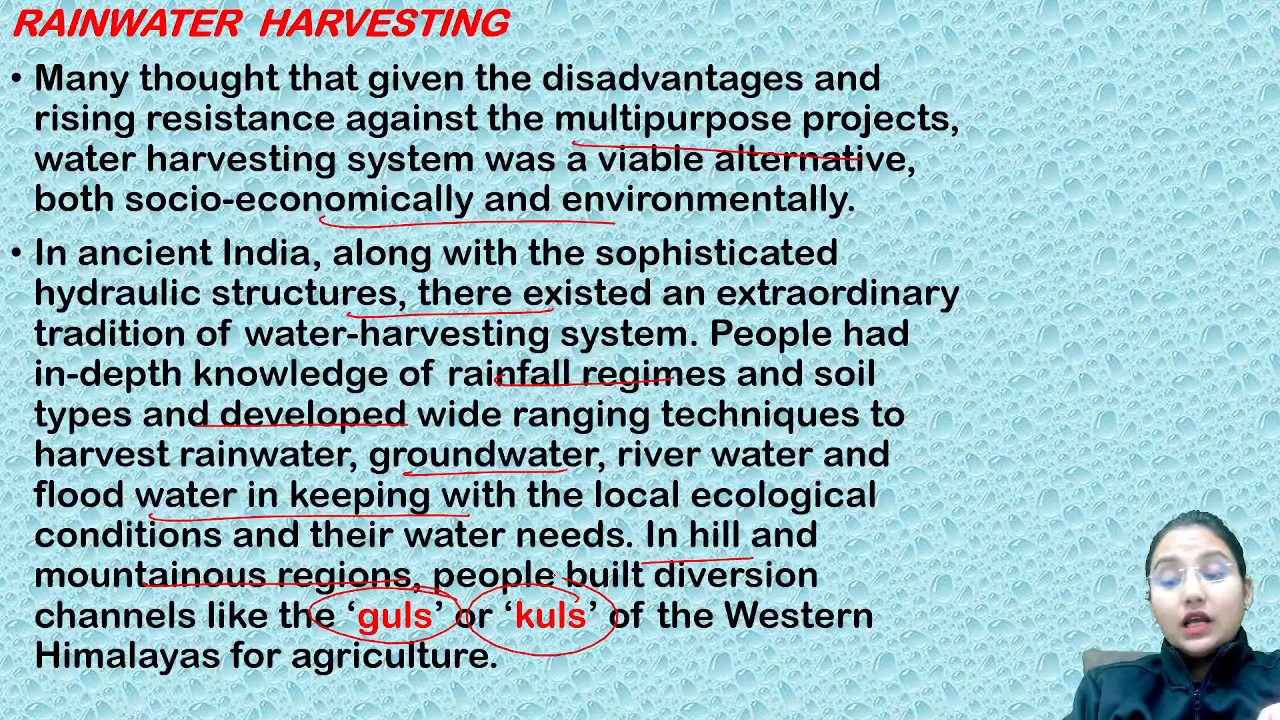 RAINWATER HARVESTING
• Many thought that given the disadvantages and
rising resistance against the multipurpose projects,
water harvesting system was a viable alternative,
both socio-economically and environmentally.
• In ancient India, along with the sophisticated
hydraulic structures, there existed an extraordinary
tradition of water-harvesting system. People had
in-depth knowledge of rainfall regimes and soil
types and developed wide ranging techniques to
harvest rainwater, groundwater, river water and
flood water in keeping with the local ecological
conditions and their water needs. In hill and
mountainous regions, people built diversion
channels like the ‘guls’ or ‘kuls’ of the Western
Himalayas for agriculture.